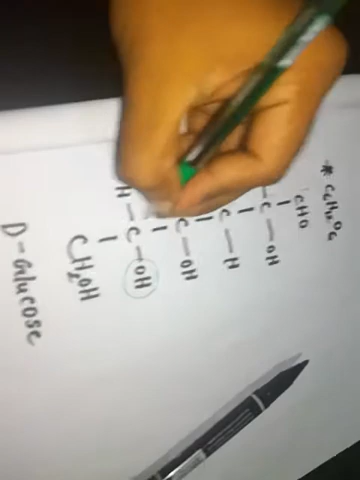 * C6H12O6
CHO
C — OH
C — H
C — OH
H — C — OH
CH2OH
D-Glucose